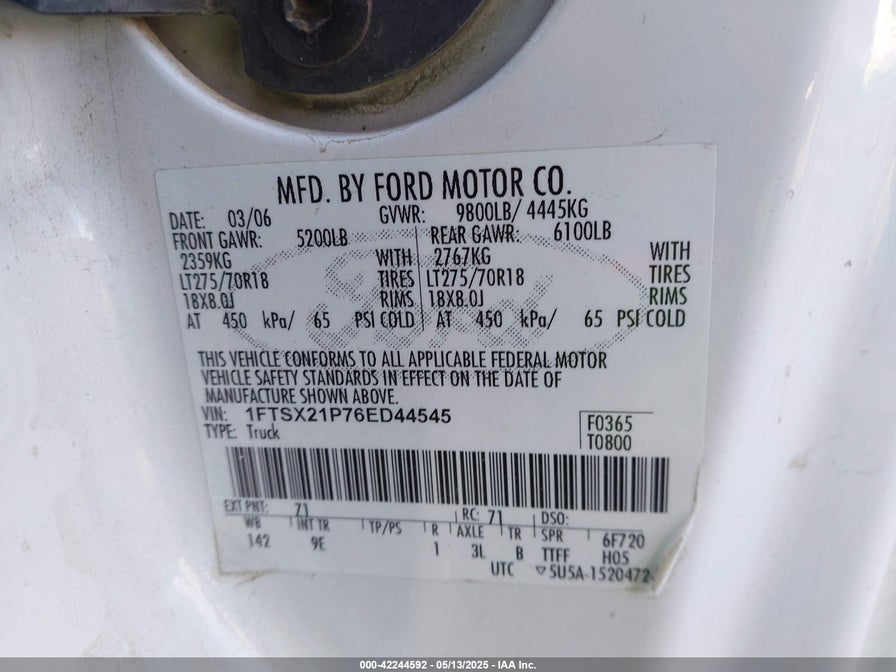 MFD. BY FORD MOTOR CO.
DATE: 03/06 GVWR: 9800LB/ 4445KG
FRONT GAWR: 5200LB REAR GAWR: 6100LB
2359KG WITH 2767KG WITH
LT275/70R18 TIRES LT275/70R18 TIRES
18X8.0J RIMS 18X8.0J RIMS
AT 450 kPa/ 65 PSI COLD AT 450 kPa/ 65 PSI COLD
THIS VEHICLE CONFORMS TO ALL APPLICABLE FEDERAL MOTOR
VEHICLE SAFETY STANDARDS IN EFFECT ON THE DATE OF
MANUFACTURE SHOWN ABOVE.
VIN: 1FTSX21P76ED44545 F0365
TYPE: Truck T0800
EXT PNT: 71 RC: 71 DSO:
WB INT TR TP/PS R AXLE TR SPR 6F720
142 9E 1 3L B TTFF H05
UTC ▽5U5A-1520472-
000-42244592 - 05/13/2025 - IAA Inc.